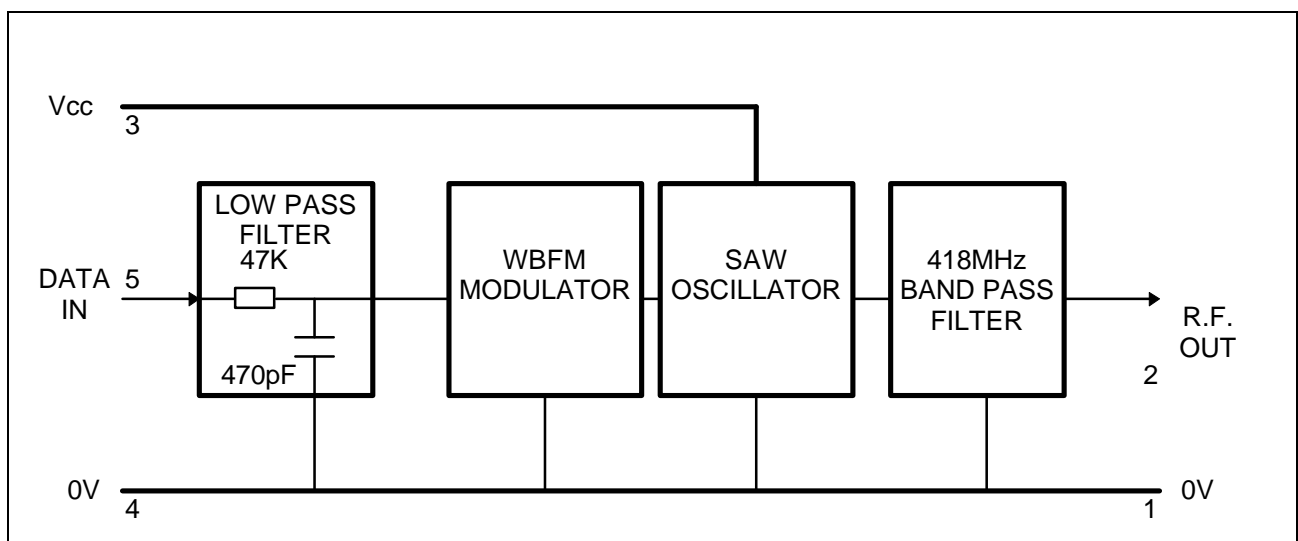 Vcc
3
LOW PASS
FILTER
47K
470pF
DATA
IN
5
WBFM
MODULATOR
SAW
OSCILLATOR
418MHz
BAND PASS
FILTER
R.F.
OUT
2
0V
4
0V
1